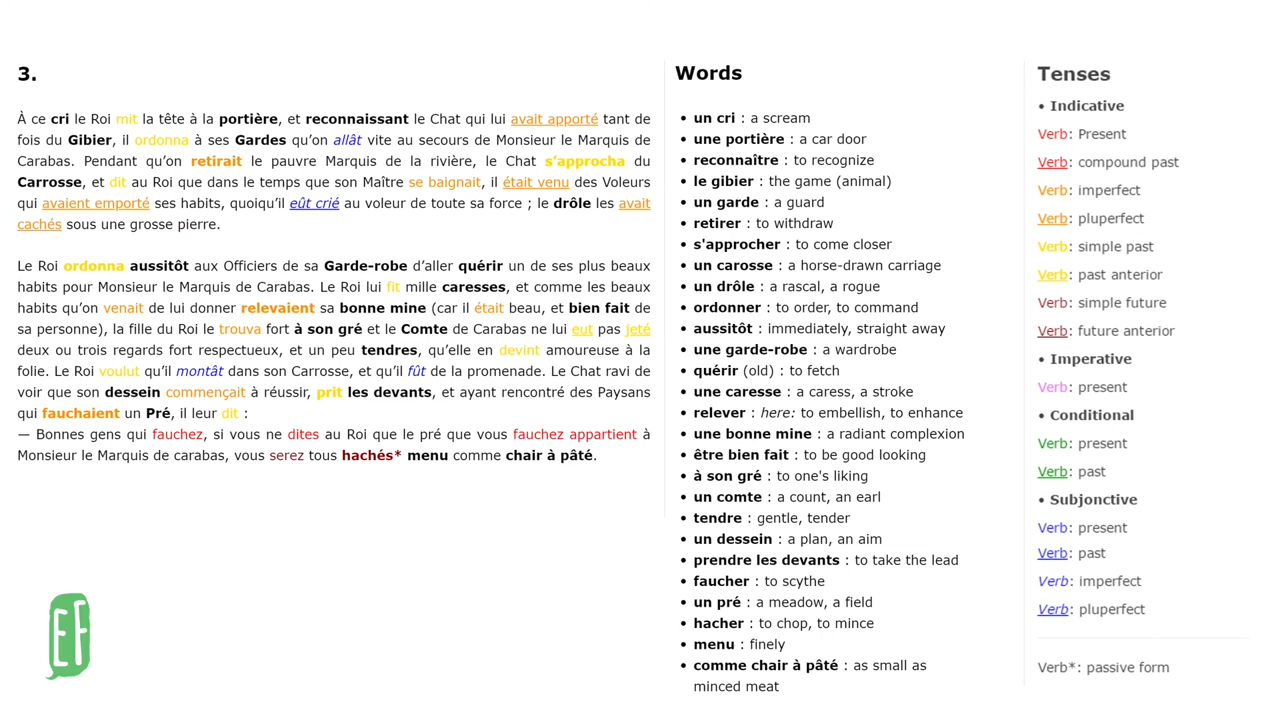 3.
À ce cri le Roi mit la tête à la portière, et reconnaissant le Chat qui lui avait apporté tant de
fois du Gibier, il ordonna à ses Gardes qu’on allât vite au secours de Monsieur le Marquis de
Carabas. Pendant qu’on retirait le pauvre Marquis de la rivière, le Chat s’approcha du
Carrosse, et dit au Roi que dans le temps que son Maître se baignait, il était venu des Voleurs
qui avaient emporté ses habits, quoiqu’il eût crié au voleur de toute sa force ; le drôle les avait
cachés sous une grosse pierre.
Le Roi ordonna aussitôt aux Officiers de sa Garde-robe d’aller quérir un de ses plus beaux
habits pour Monsieur le Marquis de Carabas. Le Roi lui fit mille caresses, et comme les beaux
habits qu’on venait de lui donner relevaient sa bonne mine (car il était beau, et bien fait de
sa personne), la fille du Roi le trouva fort à son gré et le Comte de Carabas ne lui eut pas jeté
deux ou trois regards fort respectueux, et un peu tendres, qu’elle en devint amoureuse à la
folie. Le Roi voulut qu’il montât dans son Carrosse, et qu’il fût de la promenade. Le Chat ravi de
voir que son dessein commençait à réussir, prit les devants, et ayant rencontré des Paysans
qui fauchaient un Pré, il leur dit :
— Bonnes gens qui fauchez, si vous ne dites au Roi que le pré que vous fauchez appartient à
Monsieur le Marquis de carabas, vous serez tous hachés* menu comme chair à pâté.
EF
Words
• un cri : a scream
• une portière : a car door
• reconnaître : to recognize
• le gibier : the game (animal)
• un garde : a guard
• retirer : to withdraw
• s'approcher : to come closer
• un carosse : a horse-drawn carriage
• un drôle : a rascal, a rogue
• ordonner : to order, to command
• aussitôt : immediately, straight away
• une garde-robe : a wardrobe
• quérir (old) : to fetch
• une caresse : a caress, a stroke
• relever : here: to embellish, to enhance
• une bonne mine : a radiant complexion
• être bien fait : to be good looking
• à son gré : to one's liking
• un comte : a count, an earl
• tendre : gentle, tender
• un dessein : a plan, an aim
• prendre les devants : to take the lead
• faucher : to scythe
• un pré : a meadow, a field
• hacher : to chop, to mince
• menu : finely
• comme chair à pâté : as small as
minced meat
Tenses
• Indicative
Verb: Present
Verb: compound past
Verb: imperfect
Verb: pluperfect
Verb: simple past
Verb: past anterior
Verb: simple future
Verb: future anterior
• Imperative
Verb: present
• Conditional
Verb: present
Verb: past
• Subjonctive
Verb: present
Verb: past
Verb: imperfect
Verb: pluperfect
Verb*: passive form